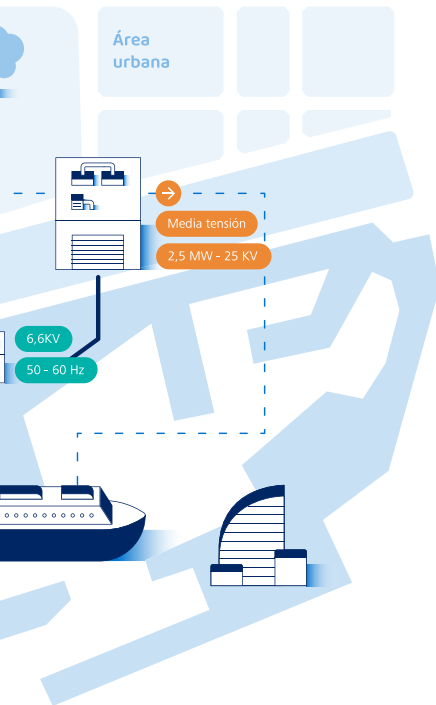 Área
urbana
Media tensión
2,5 MW - 25 KV
6,6KV
50 - 60 Hz